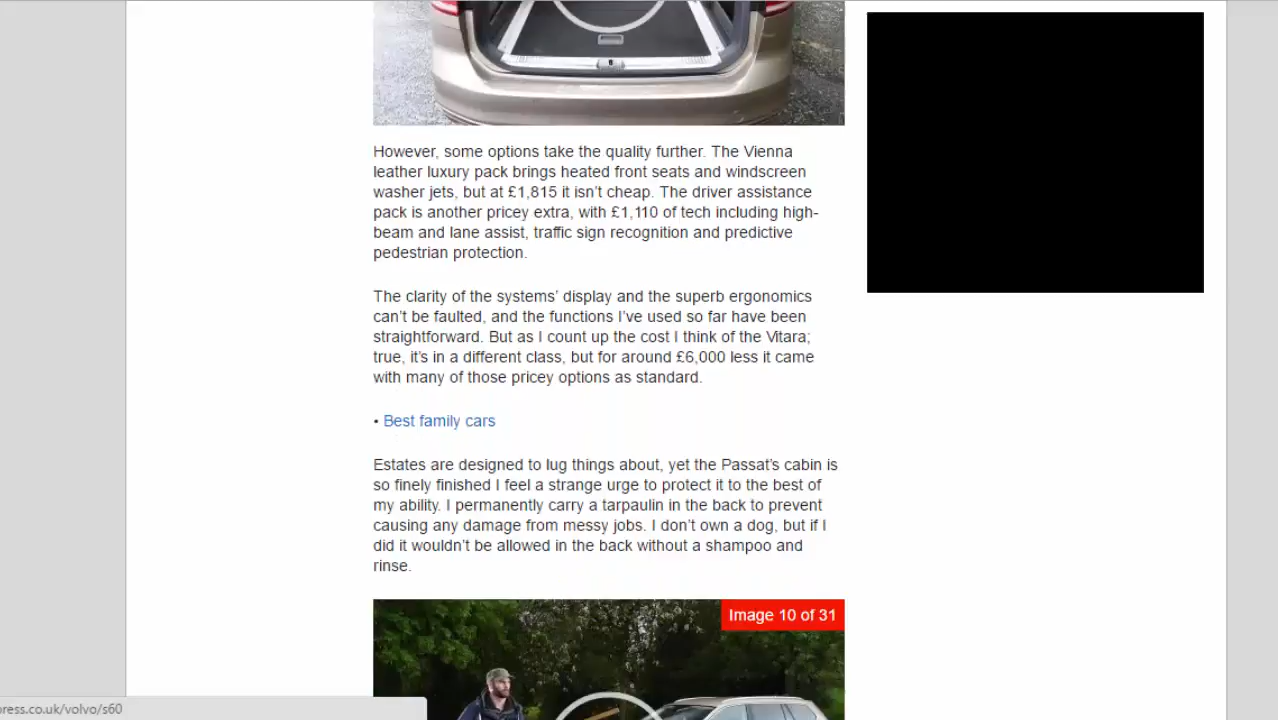 However, some options take the quality further. The Vienna
leather luxury pack brings heated front seats and windscreen
washer jets, but at £1,815 it isn’t cheap. The driver assistance
pack is another pricey extra, with £1,110 of tech including high-
beam and lane assist, traffic sign recognition and predictive
pedestrian protection.
The clarity of the systems’ display and the superb ergonomics
can’t be faulted, and the functions I’ve used so far have been
straightforward. But as I count up the cost I think of the Vitara;
true, it’s in a different class, but for around £6,000 less it came
with many of those pricey options as standard.
• Best family cars
Estates are designed to lug things about, yet the Passat’s cabin is
so finely finished I feel a strange urge to protect it to the best of
my ability. I permanently carry a tarpaulin in the back to prevent
causing any damage from messy jobs. I don’t own a dog, but if I
did it wouldn’t be allowed in the back without a shampoo and
rinse.
Image 10 of 31
press.co.uk/volvo/s60